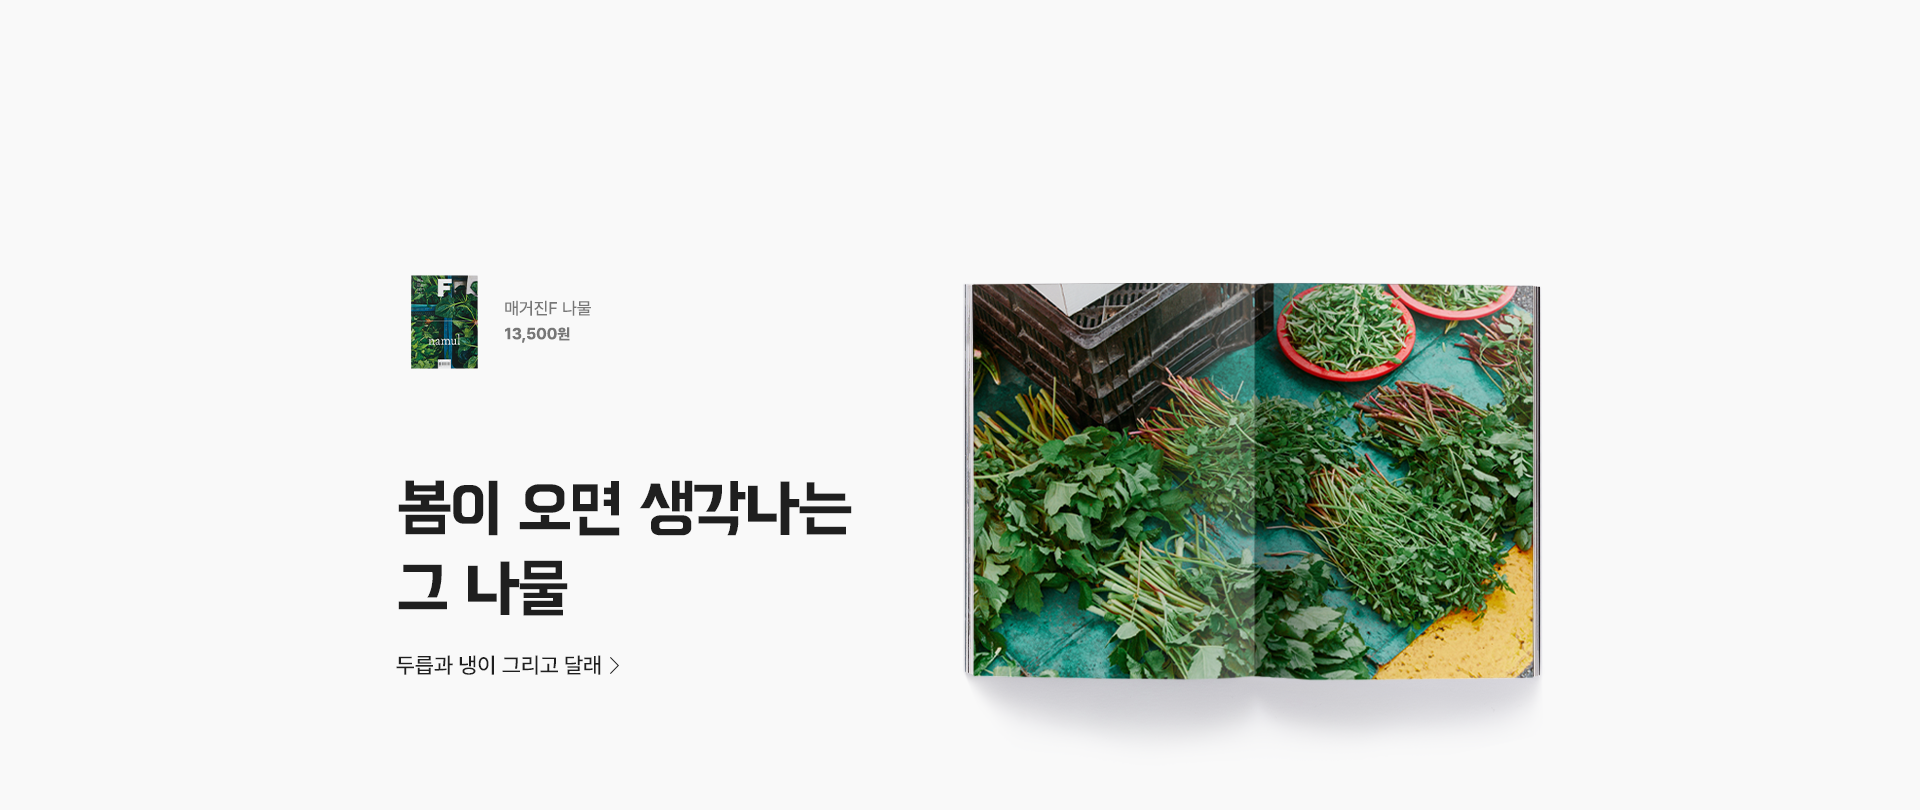 F
namul
매거진F 나물
13,500원
봄이 오면 생각나는
그 나물
두릅과 냉이 그리고 달래 >